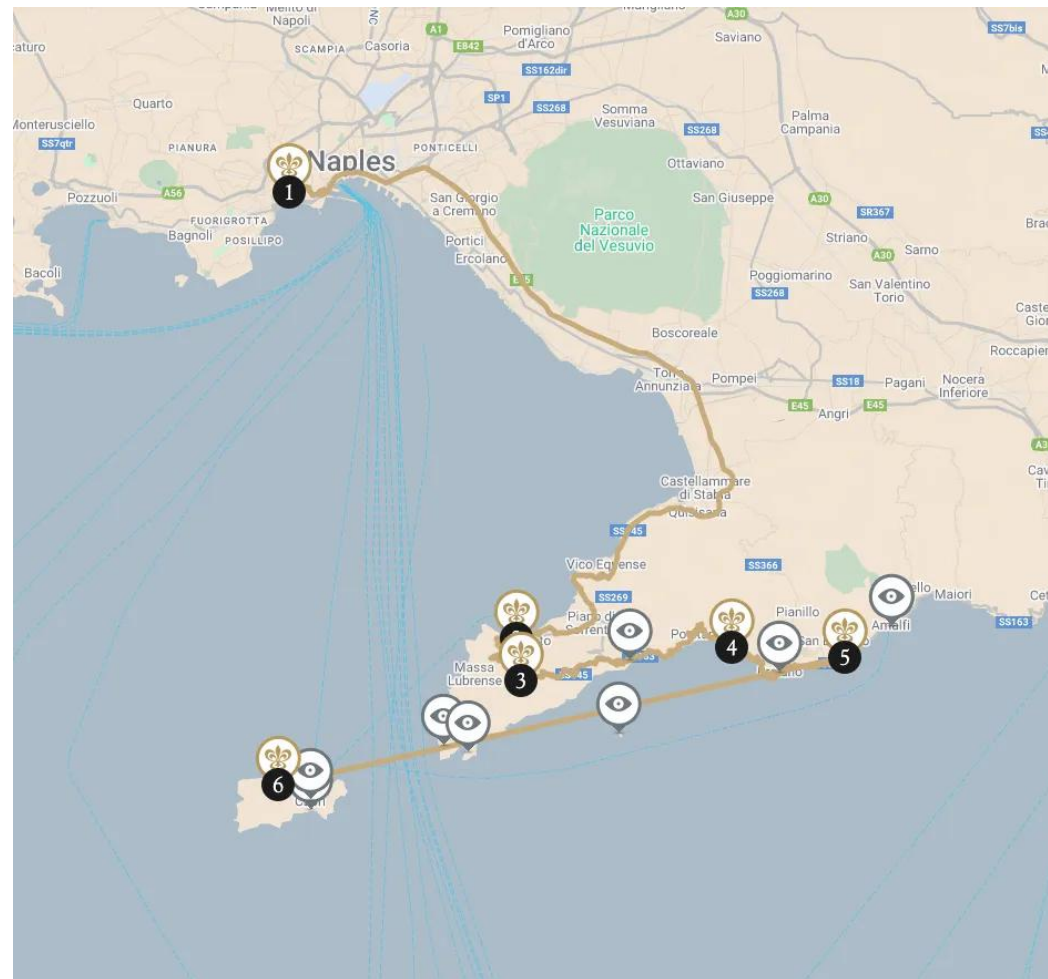 Melito di
Napoli
A1
E842
SCAMPIA
Casoria
Pomigliano
d'Arco
A30
Saviano
SS7bis
SS162dir
SP1
SS268
Quarto
Somma
Vesuviana
SS268
Palma
Campania
Monterusciello
SS7qtr
PIANURA
Naples
PONTICELLI
Ottaviano
1
A56
Pozzuoli
San Giorgio
a Cremano
San Giuseppe
A30
SR367
FUORIGROTTA
Bagnoli
POSILLIPO
Parco
Nazionale
del Vesuvio
Striano
Sarno
Portici
Ercolano
A30
Bacoli
Poggiomarino
SS268
San Valentino
Torio
Boscoreale
Torre
Annunziata
Pompei
SS18
Pagani
Nocera
Inferiore
E45
Angri
E45
Castellammare
di Stabia
Quisisana
Vico Equense
SS366
SS269
Pianillo
Maiori
Amalfi
SS163
4
5
Massa
Lubrense
3
6